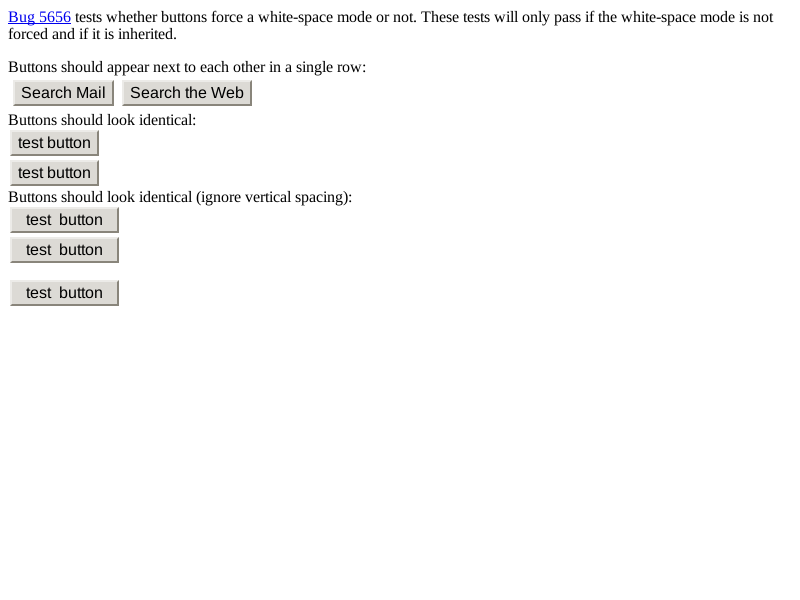 Bug 5656 tests whether buttons force a white-space mode or not. These tests will only pass if the white-space mode is not
forced and if it is inherited.
Buttons should appear next to each other in a single row:
Search Mail Search the Web
Buttons should look identical:
test button
test button
Buttons should look identical (ignore vertical spacing):
test  button
test  button
test  button